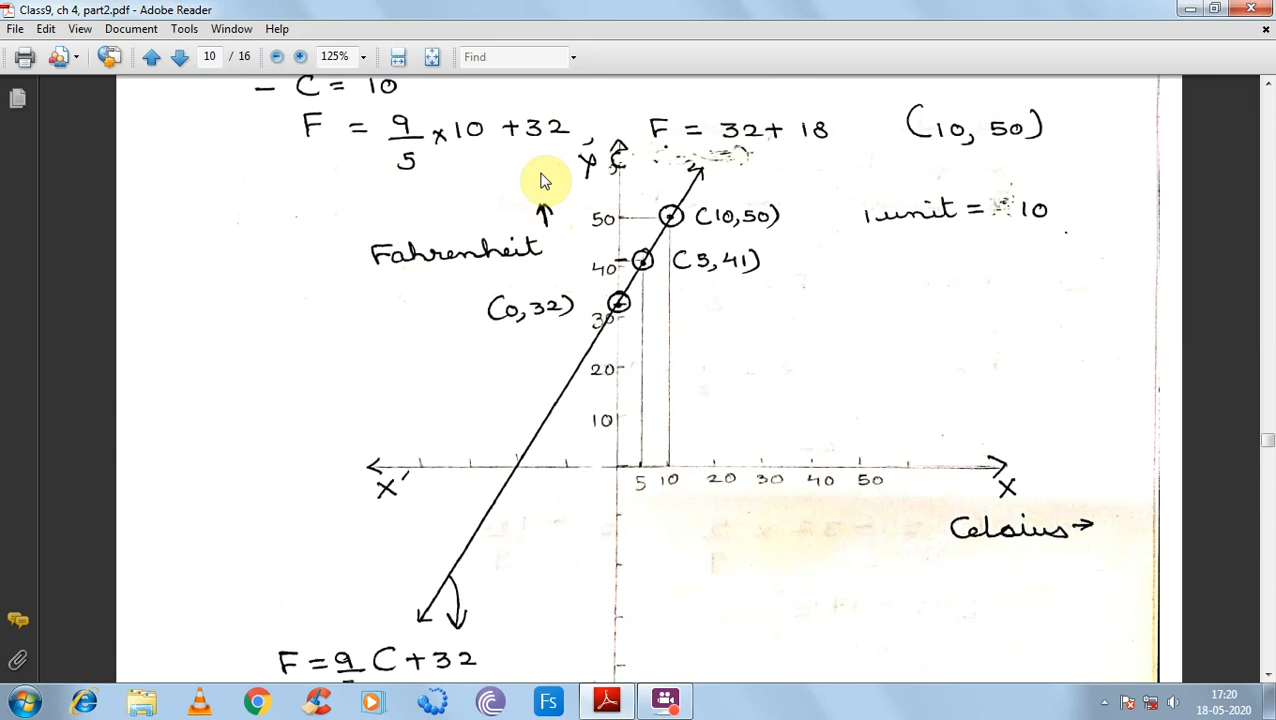 Class9, ch 4, part2.pdf - Adobe Reader
File Edit View Document Tools Window Help
10 / 16 125% Find
– C = 10
F = 9/5 × 10 + 32 F = 32 + 18 (10, 50)
Y
50 (10,50) 1 unit = 10
Fahrenheit
40 (5,41)
(0,32)
30
20
10
X' 5 10 20 30 40 50 X
Celsius →
F = 9/5 C + 32
Fs
17:20
18-05-2020